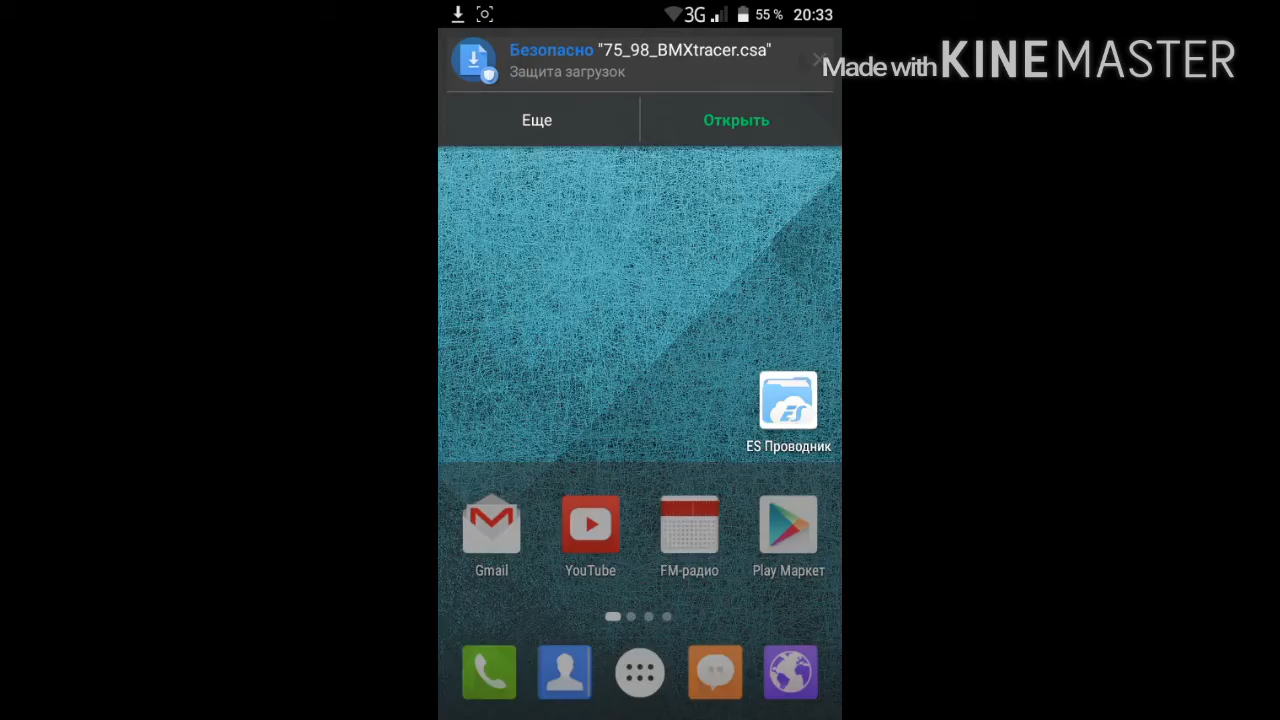 3G 55 % 20:33
Безопасно "75_98_BMXtracer.csa"
Защита загрузок
Made with KINEMASTER
Еще Открыть
ES
ES Проводник
Gmail YouTube FM-радио Play Маркет